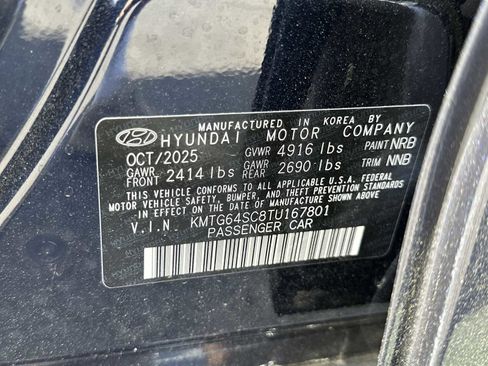 MANUFACTURED IN KOREA BY
HYUNDAI MOTOR COMPANY
OCT/2025 GVWR 4916 lbs PAINT NRB
GAWR FRONT 2414 lbs GAWR REAR 2690 lbs TRIM NNB
THIS VEHICLE CONFORMS TO ALL APPLICABLE U.S.A. FEDERAL
MOTOR VEHICLE SAFETY, BUMPER, AND THEFT PREVENTION STANDARDS
IN EFFECT ON THE DATE OF MANUFACTURE SHOWN ABOVE
V.I.N. KMTG64SC8TU167801
PASSENGER CAR